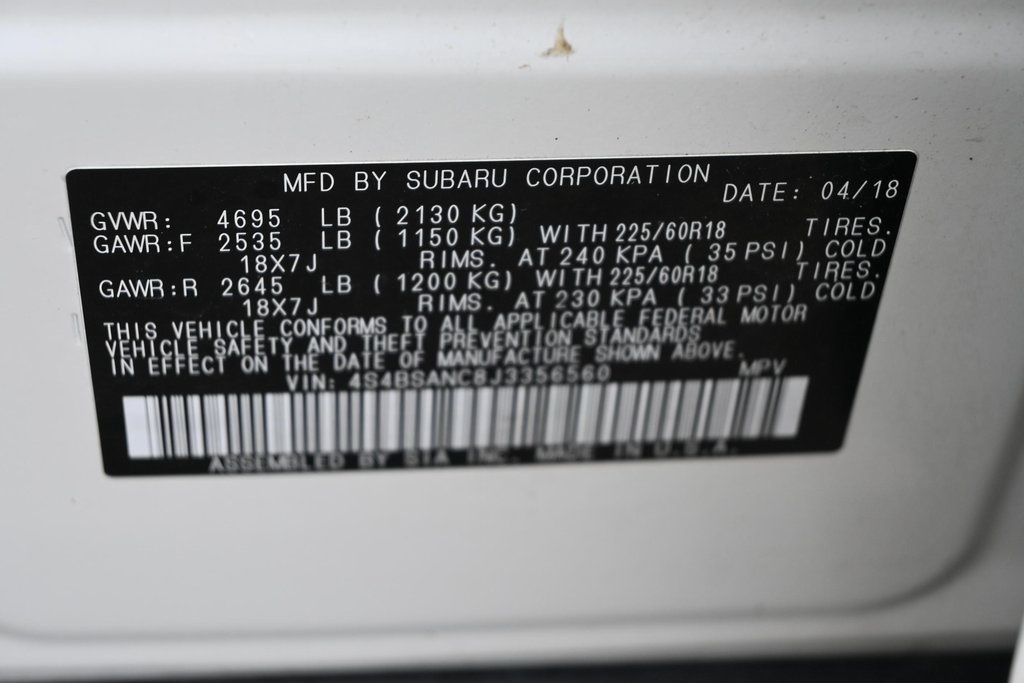 MFD BY SUBARU CORPORATION DATE: 04/18
GVWR: 4695 LB ( 2130 KG)
GAWR:F 2535 LB ( 1150 KG) WITH 225/60R18 TIRES.
18X7J RIMS. AT 240 KPA ( 35 PSI) COLD
GAWR:R 2645 LB ( 1200 KG) WITH 225/60R18 TIRES.
18X7J RIMS. AT 230 KPA ( 33 PSI) COLD
THIS VEHICLE CONFORMS TO ALL APPLICABLE FEDERAL MOTOR
VEHICLE SAFETY AND THEFT PREVENTION STANDARDS
IN EFFECT ON THE DATE OF MANUFACTURE SHOWN ABOVE.
VIN: 4S4BSANC8J3356560 MPV
ASSEMBLED BY SIA INC. MADE IN U.S.A.